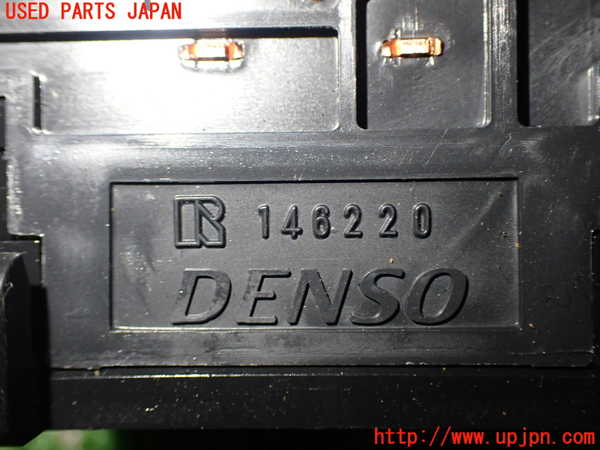 USED PARTS JAPAN
R 146220
DENSO
http://www.upjpn.com/